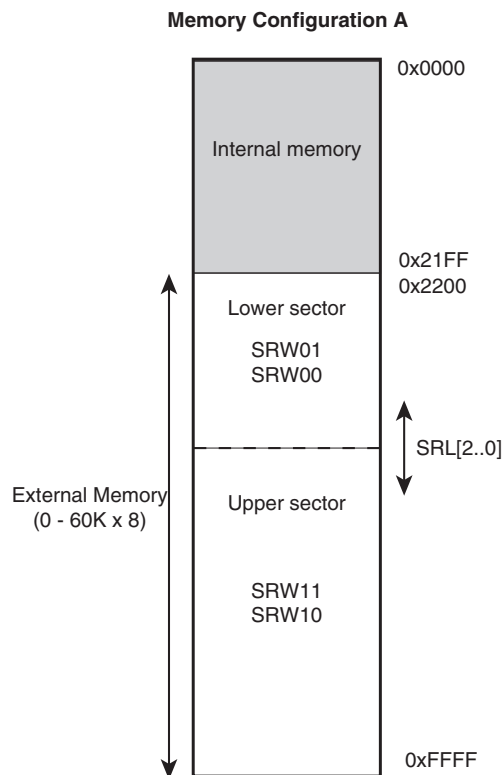 Memory Configuration A
0x0000
Internal memory
0x21FF
0x2200
Lower sector
SRW01
SRW00
SRL[2..0]
External Memory
(0 - 60K x 8)
Upper sector
SRW11
SRW10
0xFFFF